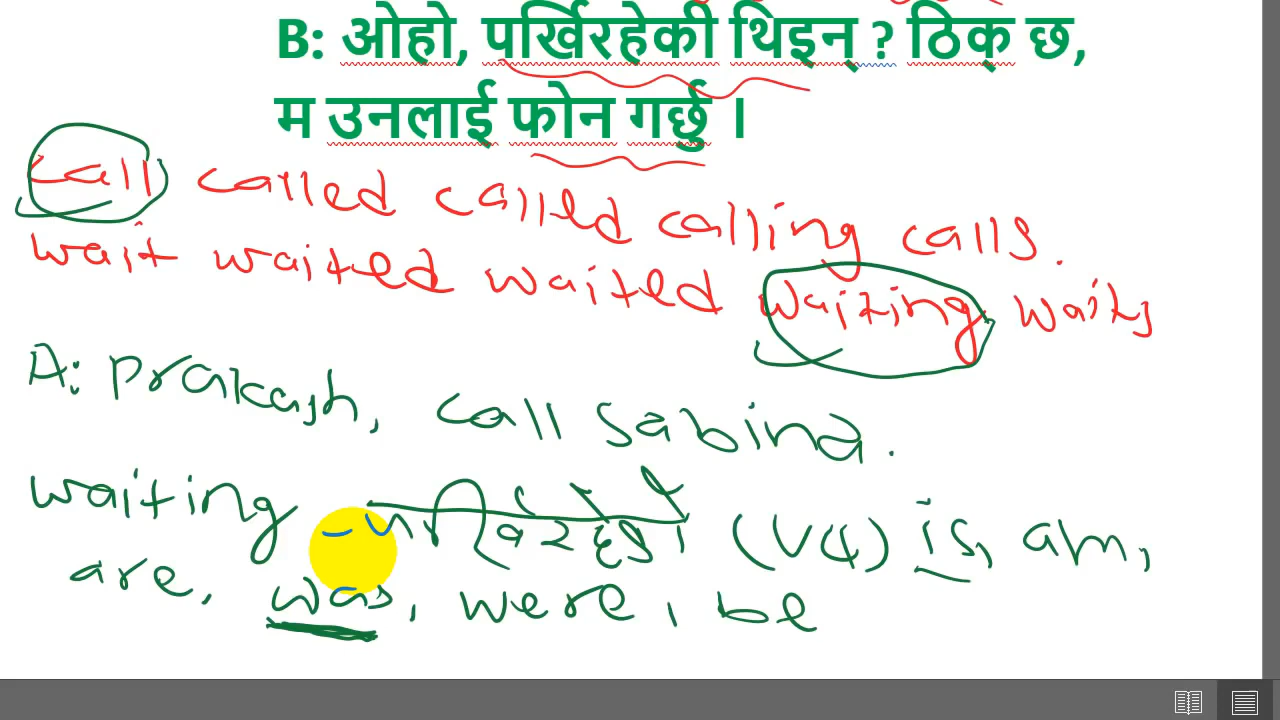 B: ओहो, पर्खिरहेकी थिइन् ? ठिक् छ,
म उनलाई फोन गर्छु ।
call called called calling calls.
wait waited waited waiting waits
A: Prakash, call Sabina.
waiting - पर्खिरहेको (V4) is, am,
are, was, were, be